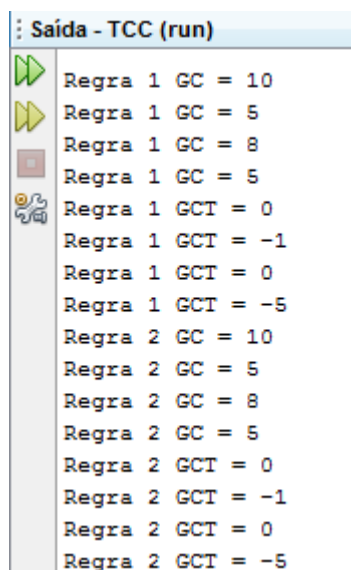 Saída - TCC (run)
Regra 1 GC = 10
Regra 1 GC = 5
Regra 1 GC = 8
Regra 1 GC = 5
Regra 1 GCT = 0
Regra 1 GCT = -1
Regra 1 GCT = 0
Regra 1 GCT = -5
Regra 2 GC = 10
Regra 2 GC = 5
Regra 2 GC = 8
Regra 2 GC = 5
Regra 2 GCT = 0
Regra 2 GCT = -1
Regra 2 GCT = 0
Regra 2 GCT = -5